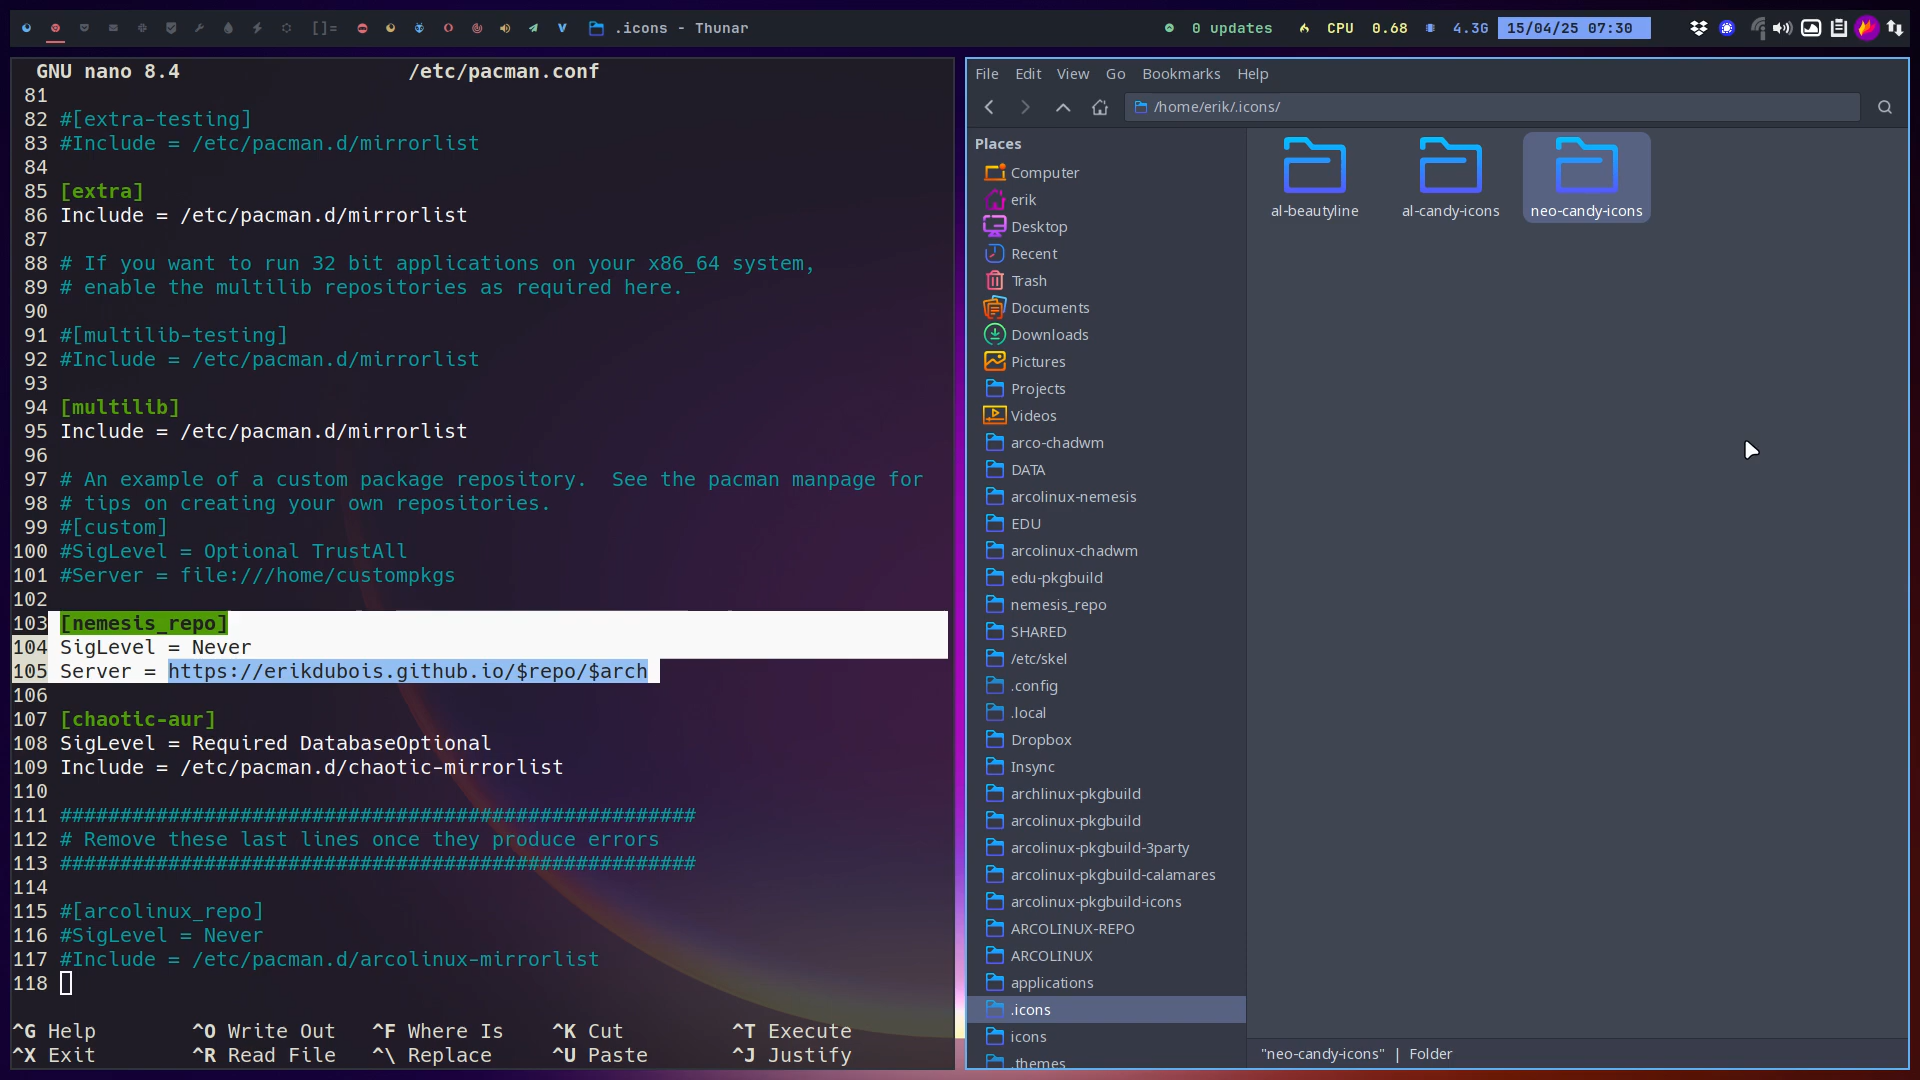 []=
.icons - Thunar
0 updates
CPU 0.68
4.3G
15/04/25 07:30
GNU nano 8.4 /etc/pacman.conf
81
82 #[extra-testing]
83 #Include = /etc/pacman.d/mirrorlist
84
85 [extra]
86 Include = /etc/pacman.d/mirrorlist
87
88 # If you want to run 32 bit applications on your x86_64 system,
89 # enable the multilib repositories as required here.
90
91 #[multilib-testing]
92 #Include = /etc/pacman.d/mirrorlist
93
94 [multilib]
95 Include = /etc/pacman.d/mirrorlist
96
97 # An example of a custom package repository.  See the pacman manpage for
98 # tips on creating your own repositories.
99 #[custom]
100 #SigLevel = Optional TrustAll
101 #Server = file:///home/custompkgs
102
103 [nemesis_repo]
104 SigLevel = Never
105 Server = https://erikdubois.github.io/$repo/$arch
106
107 [chaotic-aur]
108 SigLevel = Required DatabaseOptional
109 Include = /etc/pacman.d/chaotic-mirrorlist
110
111 #####################################################
112 # Remove these last lines once they produce errors
113 #####################################################
114
115 #[arcolinux_repo]
116 #SigLevel = Never
117 #Include = /etc/pacman.d/arcolinux-mirrorlist
118
^G Help ^O Write Out ^F Where Is ^K Cut ^T Execute
^X Exit ^R Read File ^\ Replace ^U Paste ^J Justify
File Edit View Go Bookmarks Help
/home/erik/.icons/
Places
Computer
erik
Desktop
Recent
Trash
Documents
Downloads
Pictures
Projects
Videos
arco-chadwm
DATA
arcolinux-nemesis
EDU
arcolinux-chadwm
edu-pkgbuild
nemesis_repo
SHARED
/etc/skel
.config
.local
Dropbox
Insync
archlinux-pkgbuild
arcolinux-pkgbuild
arcolinux-pkgbuild-3party
arcolinux-pkgbuild-calamares
arcolinux-pkgbuild-icons
ARCOLINUX-REPO
ARCOLINUX
applications
.icons
icons
.themes
al-beautyline al-candy-icons neo-candy-icons
"neo-candy-icons" | Folder